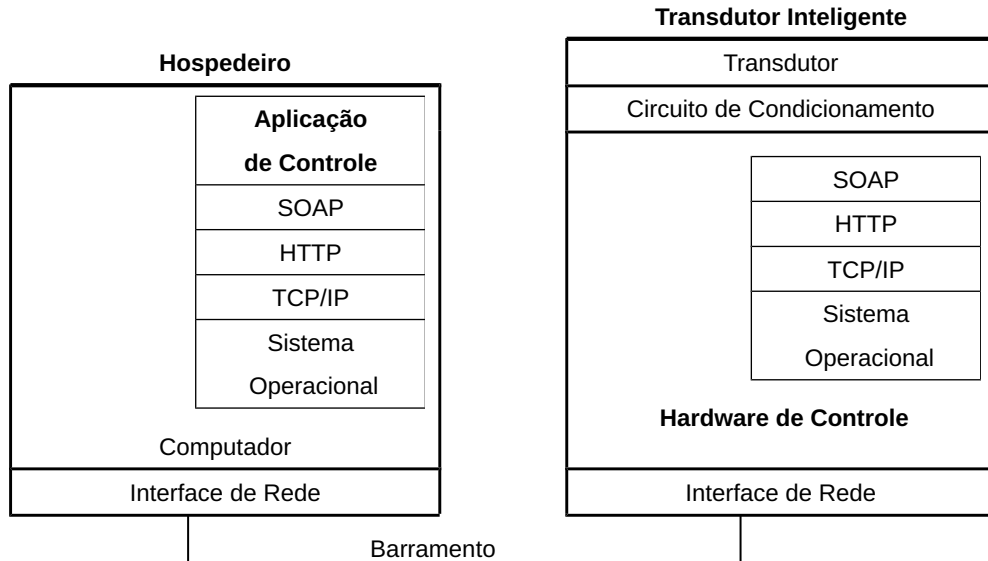 Hospedeiro
Aplicação
de Controle
SOAP
HTTP
TCP/IP
Sistema
Operacional
Computador
Interface de Rede
Transdutor Inteligente
Transdutor
Circuito de Condicionamento
SOAP
HTTP
TCP/IP
Sistema
Operacional
Hardware de Controle
Interface de Rede
Barramento